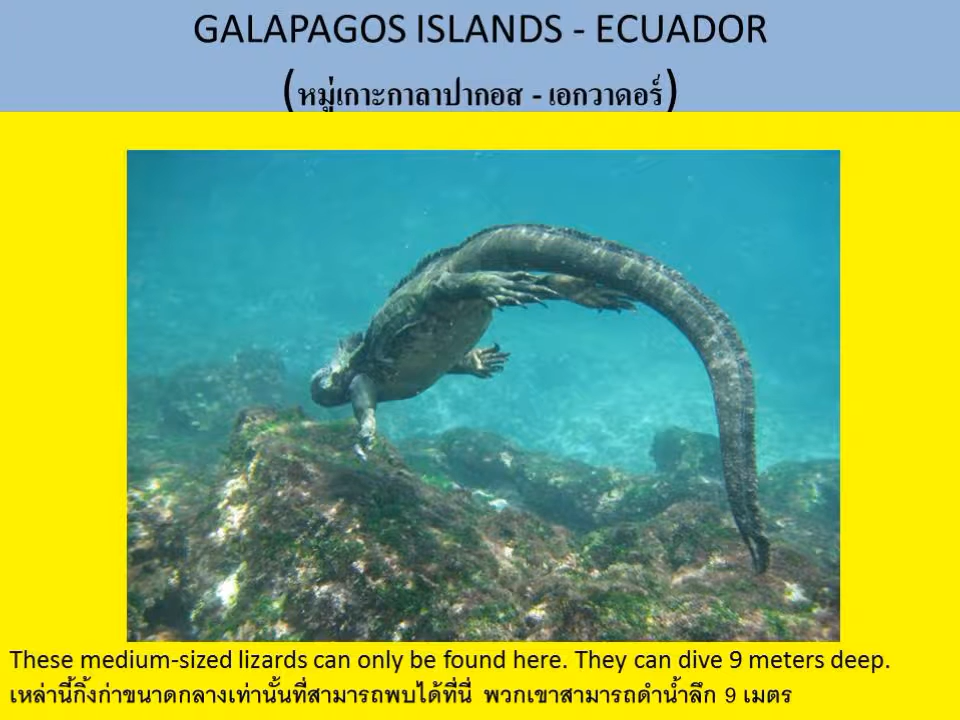 GALAPAGOS ISLANDS - ECUADOR
(หมู่เกาะกาลาปากอส - เอกวาดอร์)
These medium-sized lizards can only be found here. They can dive 9 meters deep.
เหล่านี้กิ้งก่าขนาดกลางเท่านั้นที่สามารถพบได้ที่นี่ พวกเขาสามารถดำน้ำลึก 9 เมตร